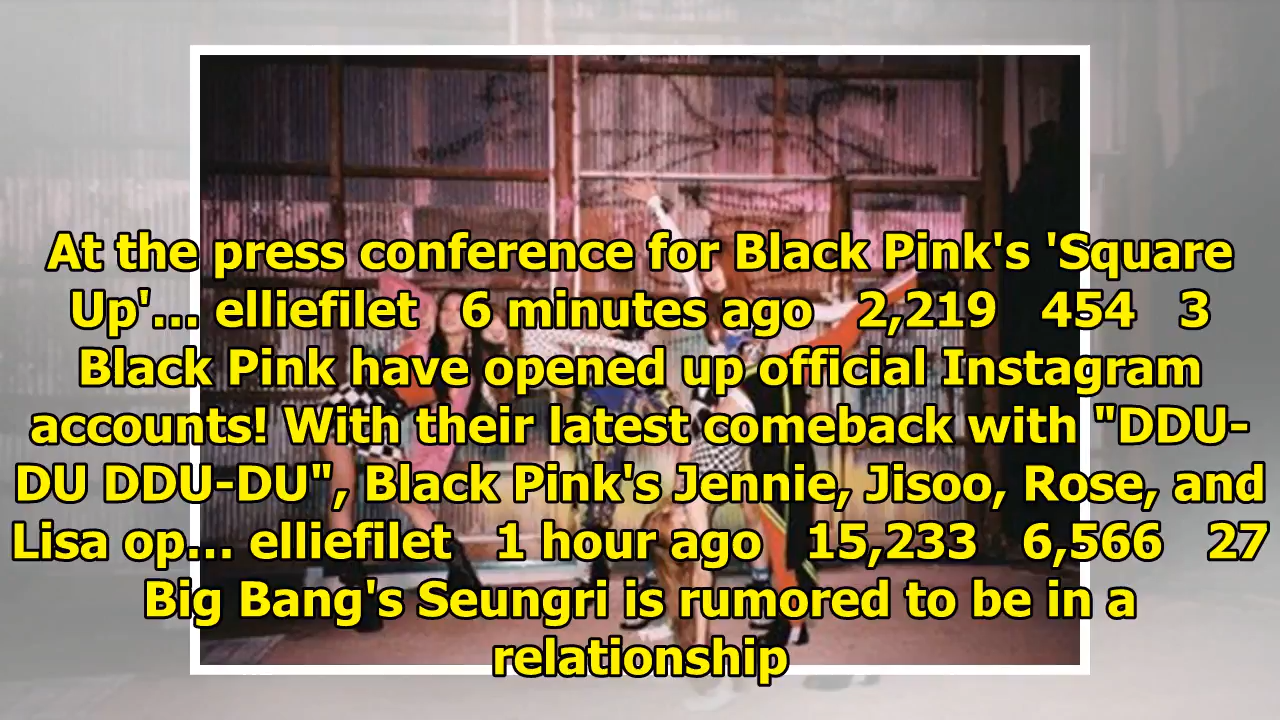 At the press conference for Black Pink's 'Square
Up'... elliefilet 6 minutes ago 2,219 454 3
Black Pink have opened up official Instagram
accounts! With their latest comeback with "DDU-
DU DDU-DU", Black Pink's Jennie, Jisoo, Rose, and
Lisa op... elliefilet 1 hour ago 15,233 6,566 27
Big Bang's Seungri is rumored to be in a
relationship